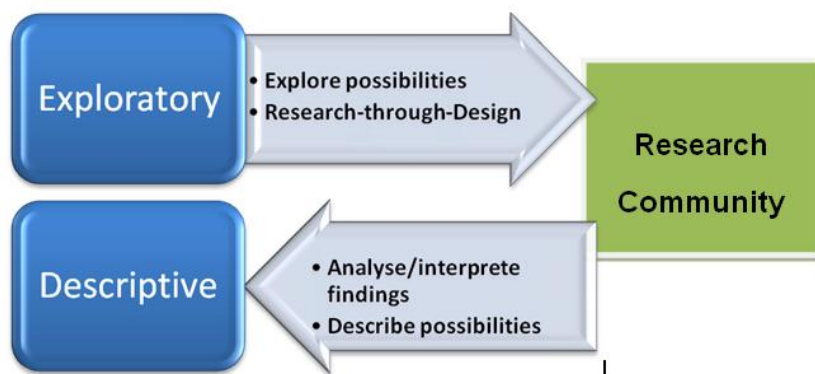 Exploratory
• Explore possibilities
• Research-through-Design
Research
Community
Descriptive
• Analyse/interprete
findings
• Describe possibilities